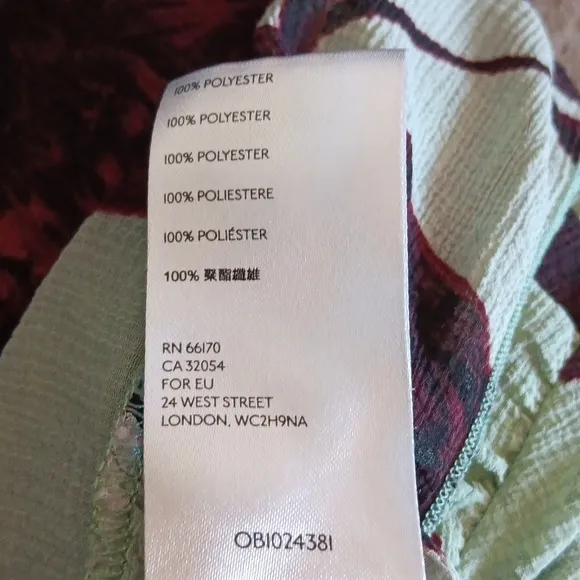 100% POLYESTER
100% POLYESTER
100% POLYESTER
100% POLIESTERE
100% POLIÉSTER
100% 聚酯纖維
RN 66170
CA 32054
FOR EU
24 WEST STREET
LONDON, WC2H9NA
OB1024381